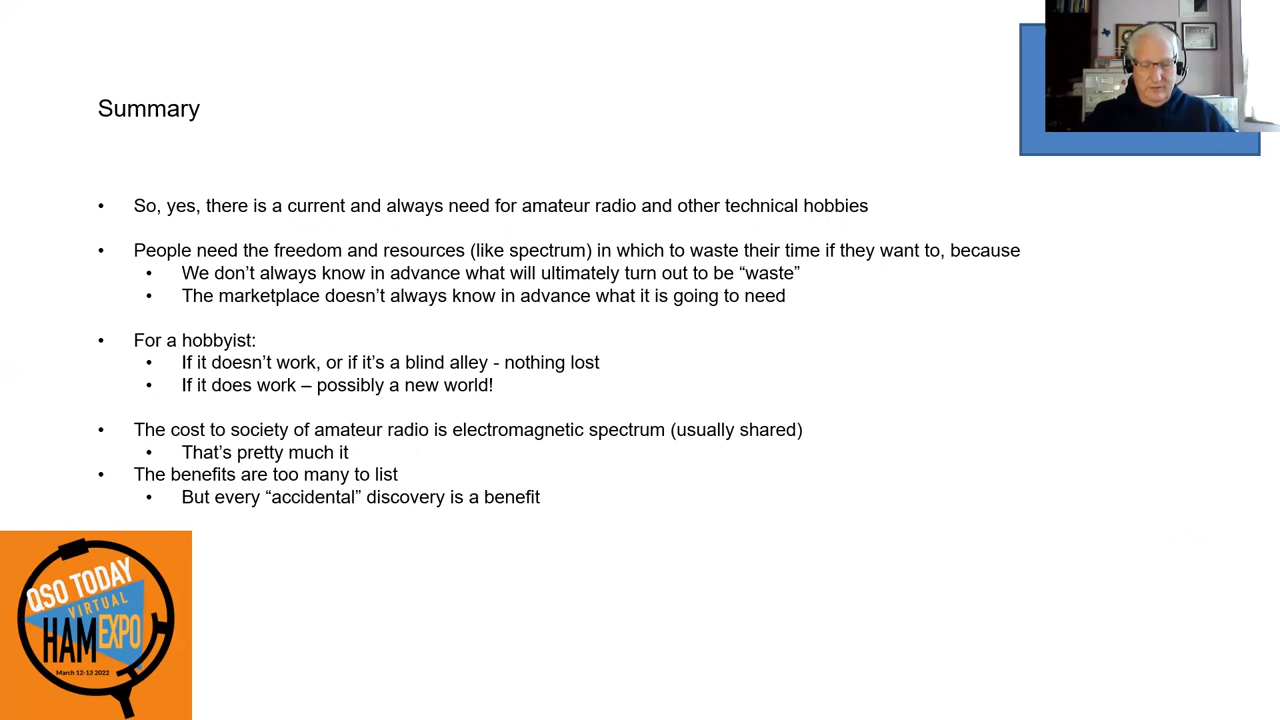 Summary
• So, yes, there is a current and always need for amateur radio and other technical hobbies
• People need the freedom and resources (like spectrum) in which to waste their time if they want to, because
• We don’t always know in advance what will ultimately turn out to be “waste”
• The marketplace doesn’t always know in advance what it is going to need
• For a hobbyist:
• If it doesn’t work, or if it’s a blind alley - nothing lost
• If it does work – possibly a new world!
• The cost to society of amateur radio is electromagnetic spectrum (usually shared)
• That’s pretty much it
• The benefits are too many to list
• But every “accidental” discovery is a benefit
QSO TODAY
VIRTUAL
HAM EXPO
March 12-13 2022